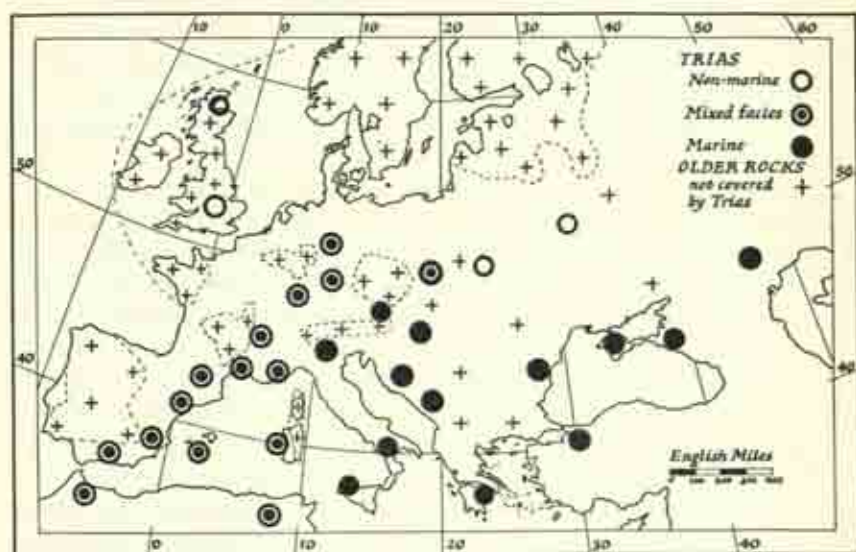 10 0 10 20 30 40 60
TRIAS
Non-marine
Mixed facies
Marine
OLDER ROCKS
not covered
by Trias
50 50
40 40
English Miles
0 10 20 30 40